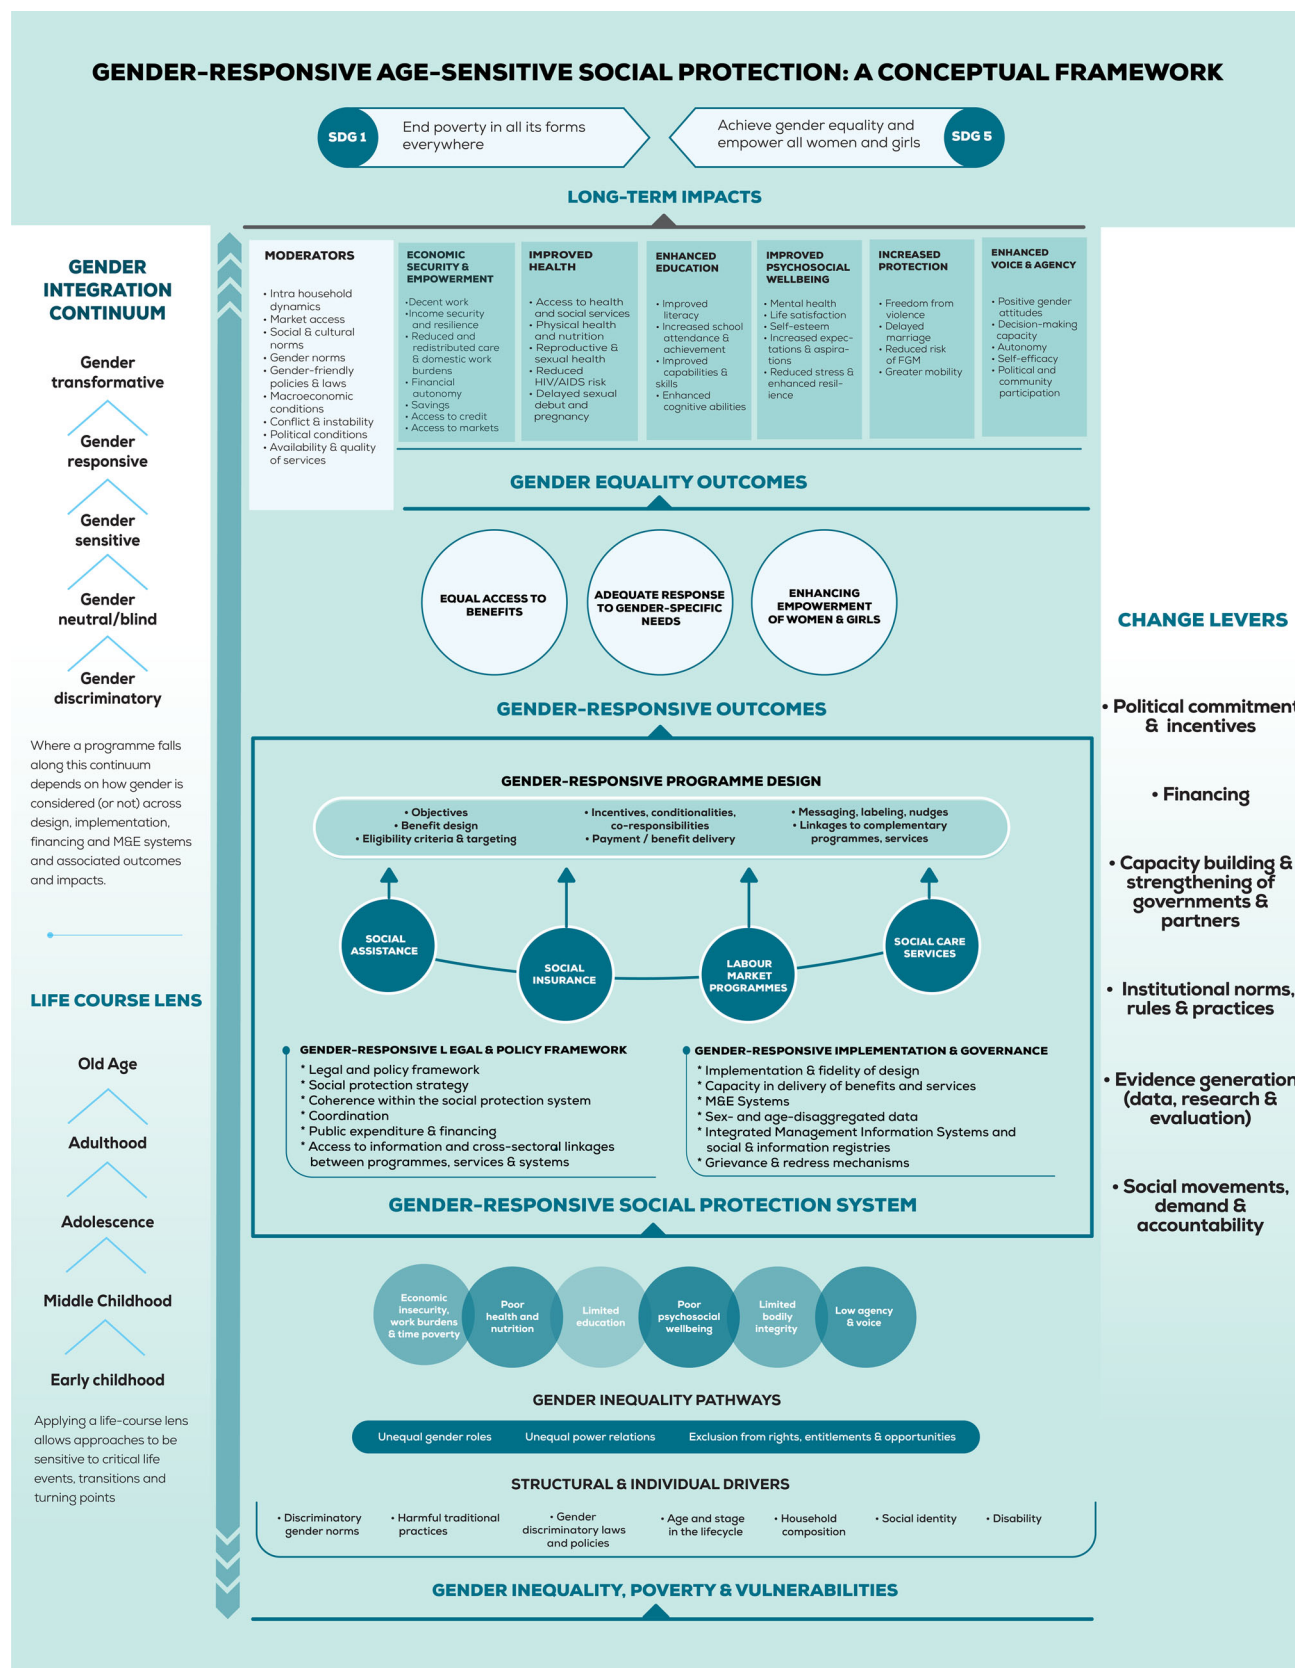 GENDER-RESPONSIVE AGE-SENSITIVE SOCIAL PROTECTION: A CONCEPTUAL FRAMEWORK
SDG 1
End poverty in all its forms
everywhere
Achieve gender equality and
empower all women and girls
SDG 5
LONG-TERM IMPACTS
GENDER
INTEGRATION
CONTINUUM
Gender
transformative
Gender
responsive
Gender
sensitive
Gender
neutral/blind
Gender
discriminatory
Where a programme falls
along this continuum
depends on how gender is
considered (or not) across
design, implementation,
financing and M&E systems
and associated outcomes
and impacts.
LIFE COURSE LENS
Old Age
Adulthood
Adolescence
Middle Childhood
Early childhood
Applying a life-course lens
allows approaches to be
sensitive to critical life
events, transitions and
turning points
MODERATORS
• Intra household
dynamics
• Market access
• Social & cultural
norms
• Gender norms
• Gender-friendly
policies & laws
• Macroeconomic
conditions
• Conflict & instability
• Political conditions
• Availability & quality
of services
ECONOMIC
SECURITY &
EMPOWERMENT
•Decent work
•Income security
and resilience
• Reduced and
redistributed care
& domestic work
burdens
• Financial
autonomy
• Savings
• Access to credit
• Access to markets
IMPROVED
HEALTH
• Access to health
and social services
• Physical health
and nutrition
• Reproductive &
sexual health
• Reduced
HIV/AIDS risk
• Delayed sexual
debut and
pregnancy
ENHANCED
EDUCATION
• Improved
literacy
• Increased school
attendance &
achievement
• Improved
capabilities &
skills
• Enhanced
cognitive abilities
IMPROVED
PSYCHOSOCIAL
WELLBEING
• Mental health
• Life satisfaction
• Self-esteem
• Increased expec-
tations & aspira-
tions
• Reduced stress &
enhanced resil-
ience
INCREASED
PROTECTION
• Freedom from
violence
• Delayed
marriage
• Reduced risk
of FGM
• Greater mobility
ENHANCED
VOICE & AGENCY
• Positive gender
attitudes
• Decision-making
capacity
• Autonomy
• Self-efficacy
• Political and
community
participation
GENDER EQUALITY OUTCOMES
EQUAL ACCESS TO
BENEFITS
ADEQUATE RESPONSE
TO GENDER-SPECIFIC
NEEDS
ENHANCING
EMPOWERMENT
OF WOMEN & GIRLS
GENDER-RESPONSIVE OUTCOMES
GENDER-RESPONSIVE PROGRAMME DESIGN
• Objectives
• Benefit design
• Eligibility criteria & targeting
• Incentives, conditionalities,
co-responsibilities
• Payment / benefit delivery
• Messaging, labeling, nudges
• Linkages to complementary
programmes, services
SOCIAL
ASSISTANCE
SOCIAL
INSURANCE
LABOUR
MARKET
PROGRAMMES
SOCIAL CARE
SERVICES
GENDER-RESPONSIVE L EGAL & POLICY FRAMEWORK
* Legal and policy framework
* Social protection strategy
* Coherence within the social protection system
* Coordination
* Public expenditure & financing
* Access to information and cross-sectoral linkages
between programmes, services & systems
GENDER-RESPONSIVE IMPLEMENTATION & GOVERNANCE
* Implementation & fidelity of design
* Capacity in delivery of benefits and services
* M&E Systems
* Sex- and age-disaggregated data
* Integrated Management Information Systems and
social & information registries
* Grievance & redress mechanisms
GENDER-RESPONSIVE SOCIAL PROTECTION SYSTEM
Economic
insecurity,
work burdens
& time poverty
Poor
health and
nutrition
Limited
education
Poor
psychosocial
wellbeing
Limited
bodily
integrity
Low agency
& voice
GENDER INEQUALITY PATHWAYS
Unequal gender roles
Unequal power relations
Exclusion from rights, entitlements & opportunities
STRUCTURAL & INDIVIDUAL DRIVERS
• Discriminatory
gender norms
• Harmful traditional
practices
• Gender
discriminatory laws
and policies
• Age and stage
in the lifecycle
• Household
composition
• Social identity
• Disability
GENDER INEQUALITY, POVERTY & VULNERABILITIES
CHANGE LEVERS
• Political commitment
& incentives
• Financing
• Capacity building &
strengthening of
governments &
partners
• Institutional norms,
rules & practices
• Evidence generation
(data, research &
evaluation)
• Social movements,
demand &
accountability